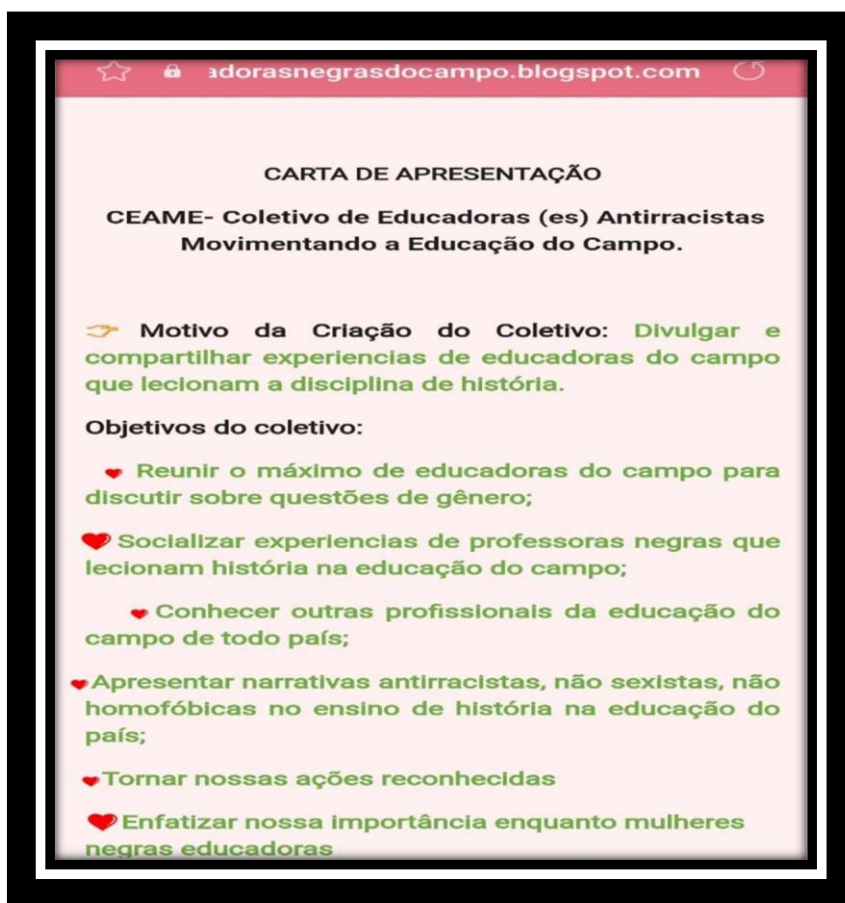 adorasnegrasdocampo.blogspot.com
CARTA DE APRESENTAÇÃO
CEAME- Coletivo de Educadoras (es) Antirracistas
Movimentando a Educação do Campo.
Motivo da Criação do Coletivo: Divulgar e
compartilhar experiencias de educadoras do campo
que lecionam a disciplina de história.
Objetivos do coletivo:
Reunir o máximo de educadoras do campo para
discutir sobre questões de gênero;
Socializar experiencias de professoras negras que
lecionam história na educação do campo;
Conhecer outras profissionais da educação do
campo de todo país;
Apresentar narrativas antirracistas, não sexistas, não
homofóbicas no ensino de história na educação do
país;
Tornar nossas ações reconhecidas
Enfatizar nossa importância enquanto mulheres
negras educadoras